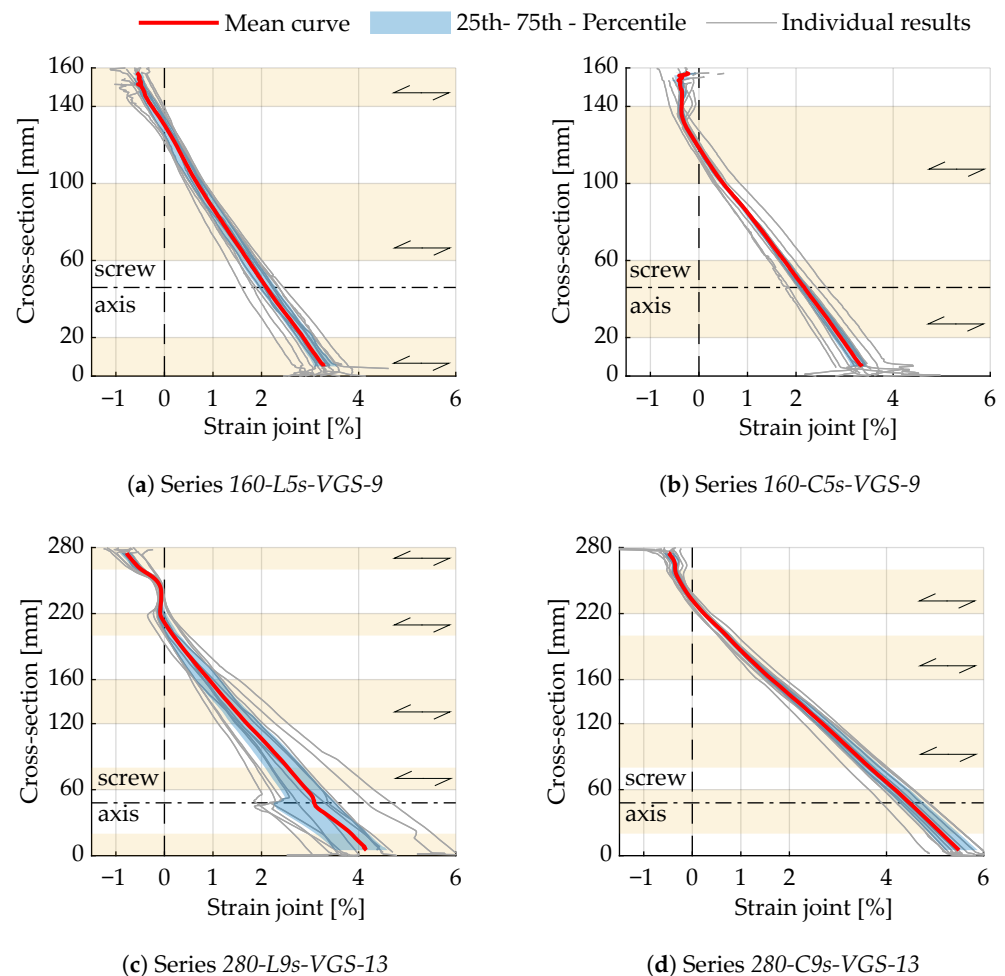 Mean curve 25th- 75th - Percentile Individual results
160
140
100
60
20
0
Cross-section [mm]
screw
axis
−1 0 1 2 3 4 6
Strain joint [%]
(a) Series 160-L5s-VGS-9
160
140
100
60
20
0
Cross-section [mm]
screw
axis
−1 0 1 2 3 4 6
Strain joint [%]
(b) Series 160-C5s-VGS-9
280
220
160
120
60
0
Cross-section [mm]
screw
axis
−1 0 1 2 3 4 6
Strain joint [%]
(c) Series 280-L9s-VGS-13
280
220
160
120
60
0
Cross-section [mm]
screw
axis
−1 0 1 2 3 4 6
Strain joint [%]
(d) Series 280-C9s-VGS-13